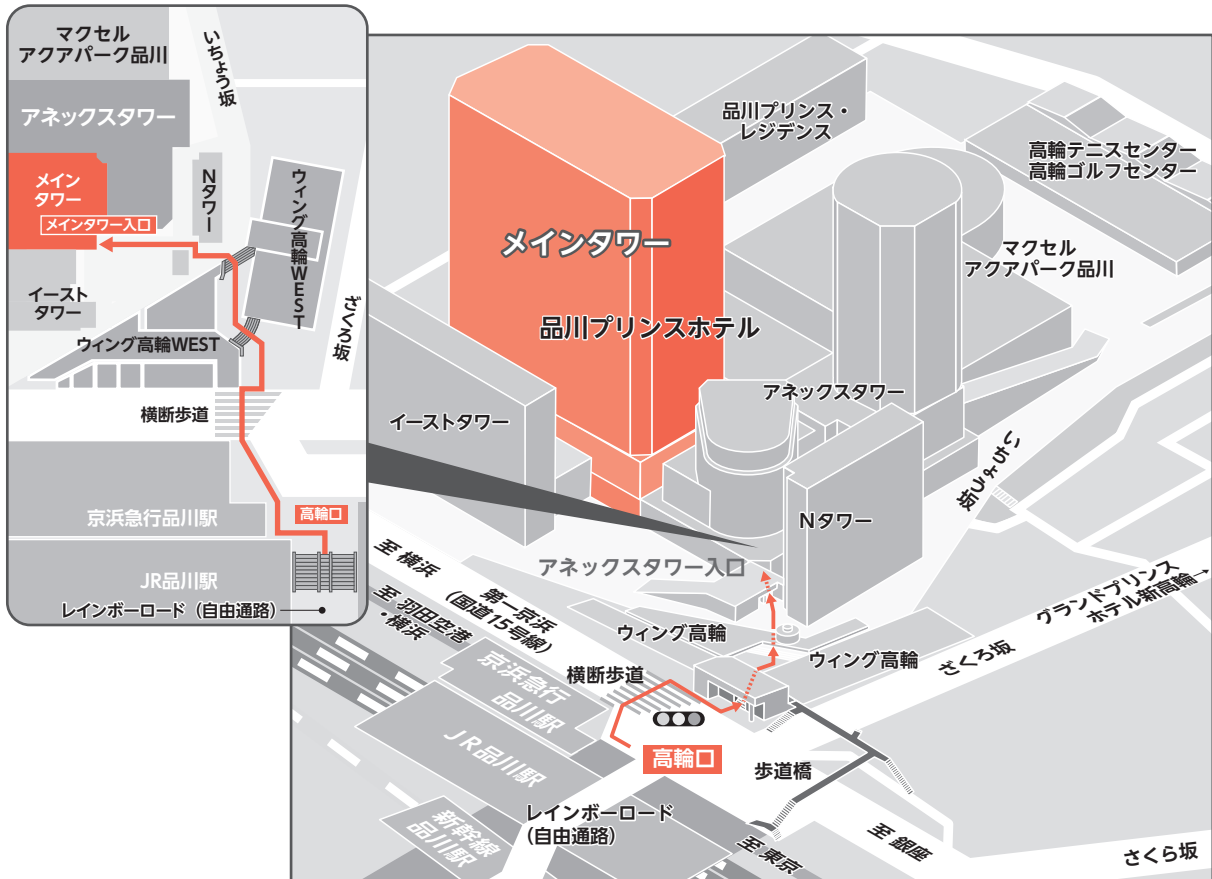 マクセル
アクアパーク品川
いちょう坂
アネックスタワー
メイン
タワー
メインタワー入口
Nタワー
ウィング高輪WEST
イースト
タワー
ざくろ坂
ウィング高輪WEST
横断歩道
京浜急行品川駅
高輪口
JR品川駅
レインボーロード（自由通路）
品川プリンス・
レジデンス
高輪テニスセンター
高輪ゴルフセンター
メインタワー
マクセル
アクアパーク品川
品川プリンスホテル
アネックスタワー
イーストタワー
いちょう坂
Nタワー
アネックスタワー入口
至 横浜
第一京浜
（国道15号線）
至 羽田空港
・横浜
ウィング高輪
ウィング高輪
グランドプリンス
ホテル新高輪→
ざくろ坂
京浜急行
品川駅
横断歩道
JR品川駅
高輪口
歩道橋
レインボーロード
（自由通路）
新幹線
品川駅
至 東京
至 銀座
さくら坂